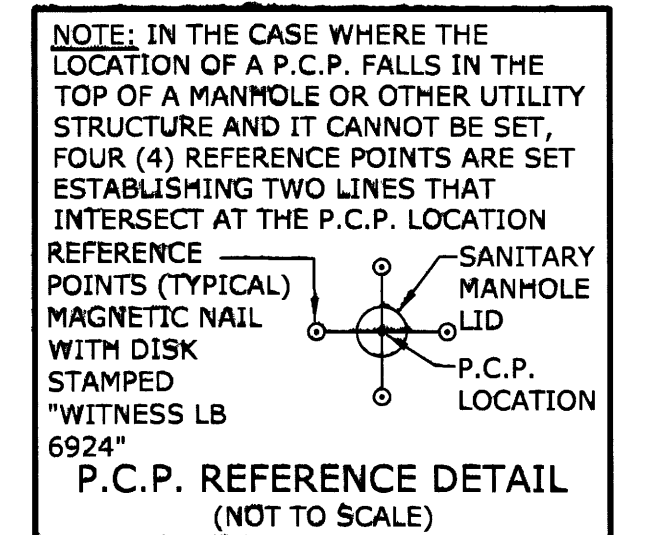 NOTE: IN THE CASE WHERE THE
LOCATION OF A P.C.P. FALLS IN THE
TOP OF A MANHOLE OR OTHER UTILITY
STRUCTURE AND IT CANNOT BE SET,
FOUR (4) REFERENCE POINTS ARE SET
ESTABLISHING TWO LINES THAT
INTERSECT AT THE P.C.P. LOCATION
REFERENCE
POINTS (TYPICAL)
MAGNETIC NAIL
WITH DISK
STAMPED
"WITNESS LB
6924"
SANITARY
MANHOLE
LID
P.C.P.
LOCATION
P.C.P. REFERENCE DETAIL
(NOT TO SCALE)